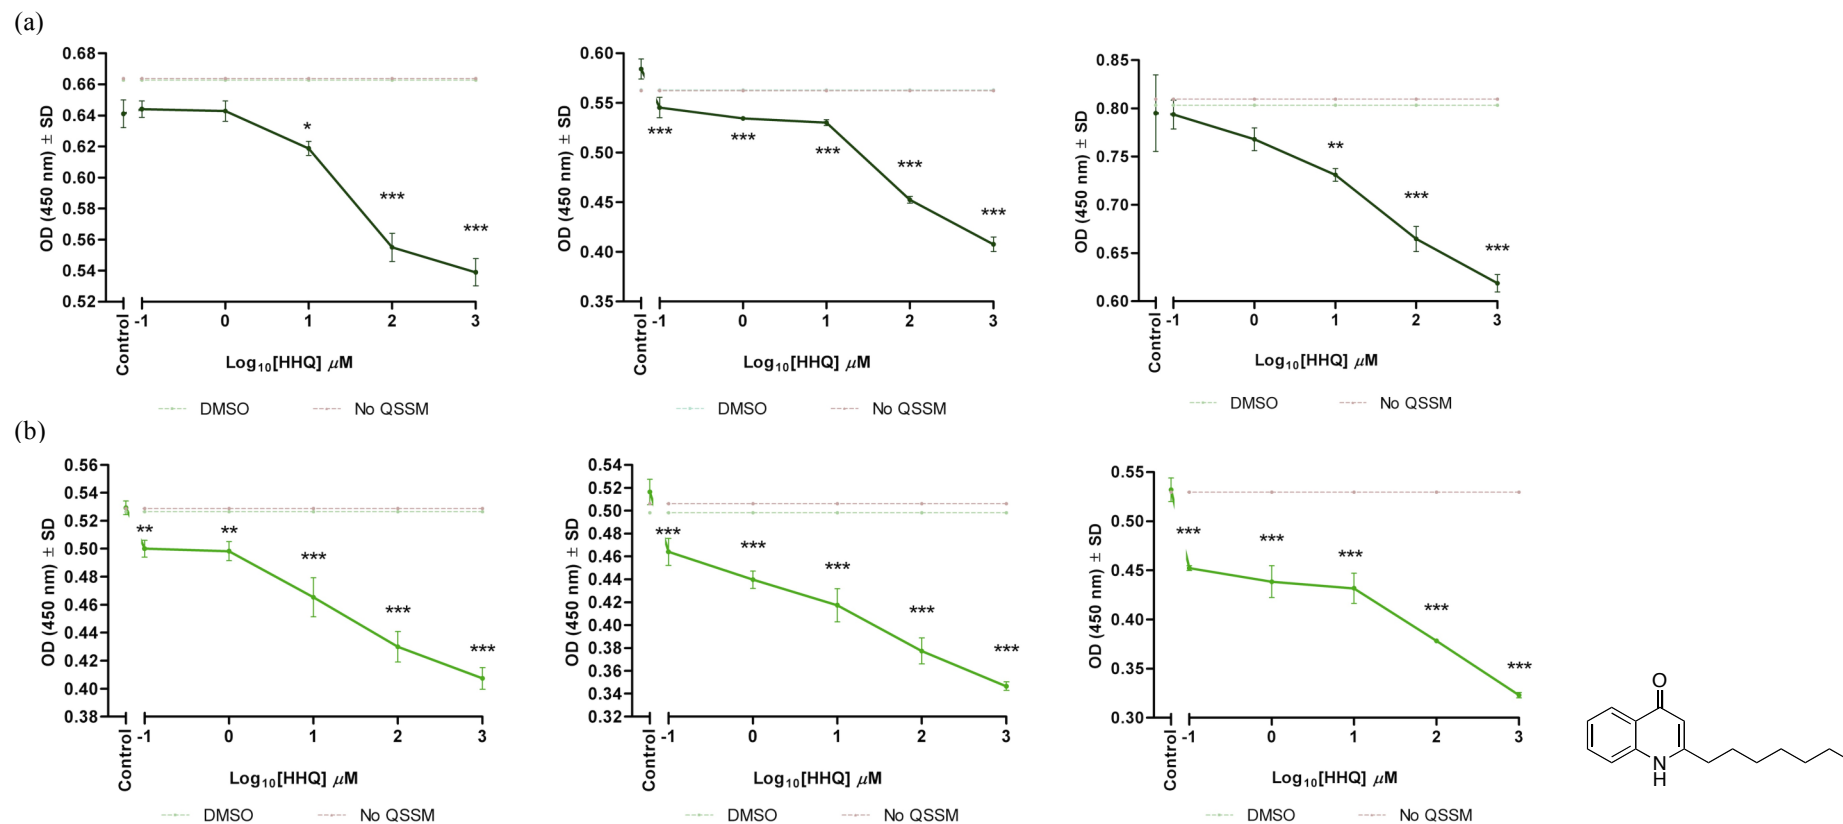 (a)
0.68
0.66
0.64
0.62
0.60
0.58
0.56
0.54
0.52
OD (450 nm) ± SD
*
***
***
Control
-1 0 1 2 3
Log10[HHQ] μM
DMSO No QSSM
0.60
0.55
0.50
0.45
0.40
0.35
OD (450 nm) ± SD
***
***
***
***
***
Control
-1 0 1 2 3
Log10[HHQ] μM
DMSO No QSSM
0.85
0.80
0.75
0.70
0.65
0.60
OD (450 nm) ± SD
**
***
***
Control
-1 0 1 2 3
Log10[HHQ] μM
DMSO No QSSM
(b)
0.56
0.54
0.52
0.50
0.48
0.46
0.44
0.42
0.40
0.38
OD (450 nm) ± SD
**
**
***
***
***
Control
-1 0 1 2 3
Log10[HHQ] μM
DMSO No QSSM
0.54
0.52
0.50
0.48
0.46
0.44
0.42
0.40
0.38
0.36
0.34
0.32
OD (450 nm) ± SD
***
***
***
***
***
Control
-1 0 1 2 3
Log10[HHQ] μM
DMSO No QSSM
0.55
0.50
0.45
0.40
0.35
0.30
OD (450 nm) ± SD
***
***
***
***
***
Control
-1 0 1 2 3
Log10[HHQ] μM
DMSO No QSSM
O
N
H